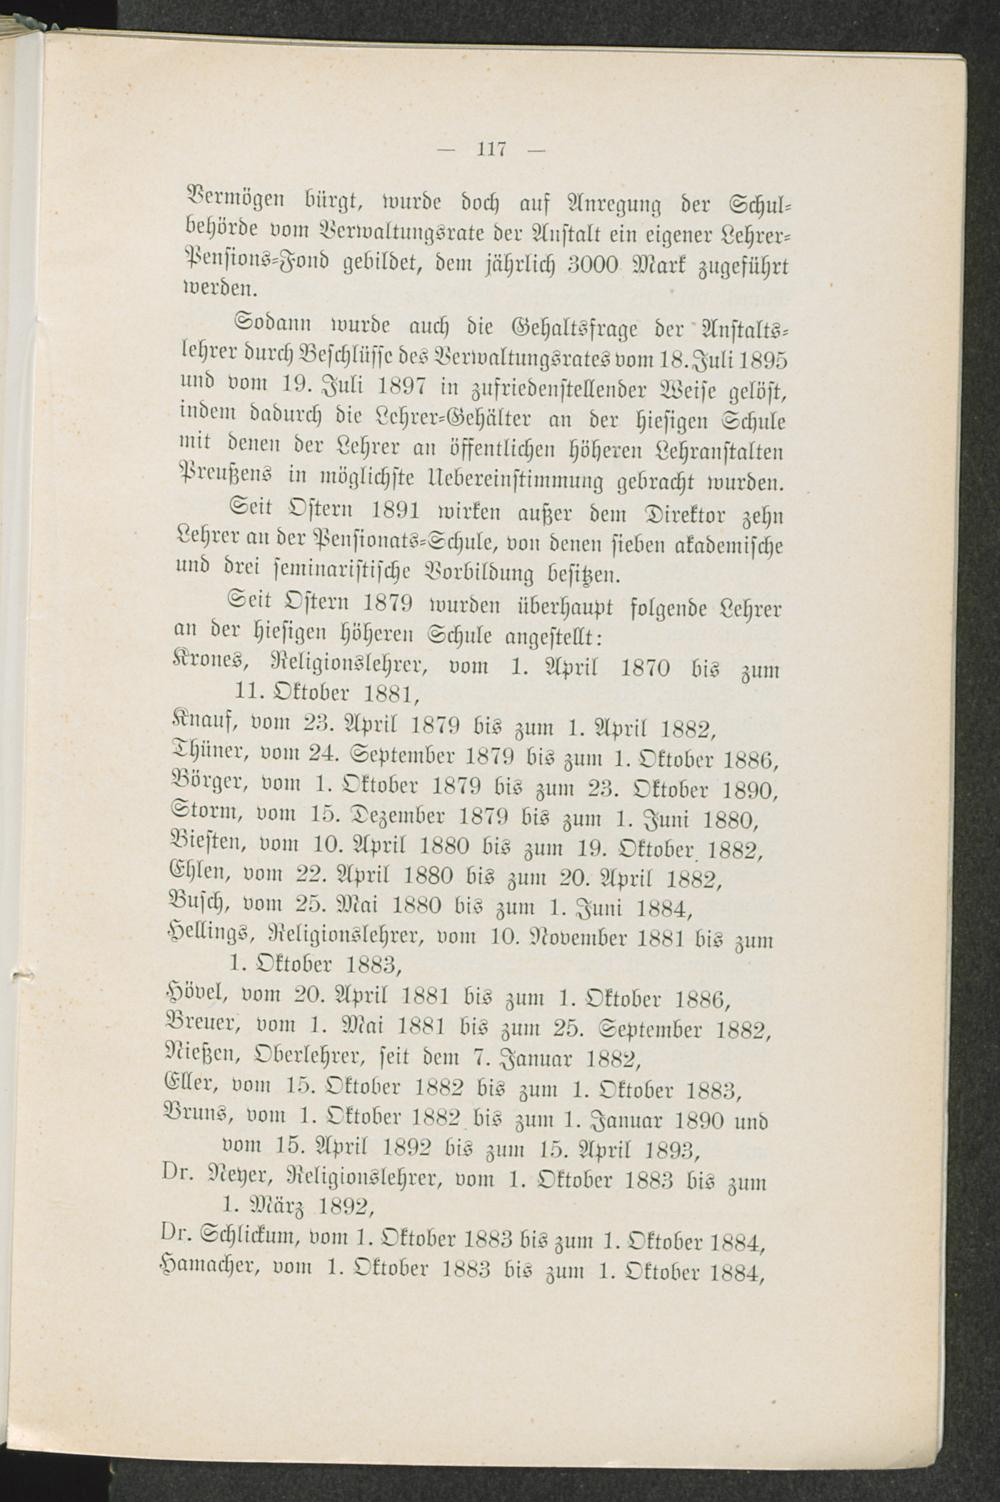 — 117 —
Vermögen bürgt, wurde doch auf Anregung der Schul-
behörde vom Verwaltungsrate der Anstalt ein eigener Lehrer-
Pensions-Fond gebildet, dem jährlich 3000 Mark zugeführt
werden.
Sodann wurde auch die Gehaltsfrage der Anstalts-
lehrer durch Beschlüsse des Verwaltungsrates vom 18. Juli 1895
und vom 19. Juli 1897 in zufriedenstellender Weise gelöst,
indem dadurch die Lehrer-Gehälter an der hiesigen Schule
mit denen der Lehrer an öffentlichen höheren Lehranstalten
Preußens in möglichste Uebereinstimmung gebracht wurden.
Seit Ostern 1891 wirken außer dem Direktor zehn
Lehrer an der Pensionats-Schule, von denen sieben akademische
und drei seminaristische Vorbildung besitzen.
Seit Ostern 1879 wurden überhaupt folgende Lehrer
an der hiesigen höheren Schule angestellt:
Krones, Religionslehrer, vom 1. April 1870 bis zum
11. Oktober 1881,
Knauf, vom 23. April 1879 bis zum 1. April 1882,
Thüner, vom 24. September 1879 bis zum 1. Oktober 1886,
Börger, vom 1. Oktober 1879 bis zum 23. Oktober 1890,
Storm, vom 15. Dezember 1879 bis zum 1. Juni 1880,
Biesten, vom 10. April 1880 bis zum 19. Oktober 1882,
Ehlen, vom 22. April 1880 bis zum 20. April 1882,
Busch, vom 25. Mai 1880 bis zum 1. Juni 1884,
Hellings, Religionslehrer, vom 10. November 1881 bis zum
1. Oktober 1883,
Hövel, vom 20. April 1881 bis zum 1. Oktober 1886,
Breuer, vom 1. Mai 1881 bis zum 25. September 1882,
Nießen, Oberlehrer, seit dem 7. Januar 1882,
Eller, vom 15. Oktober 1882 bis zum 1. Oktober 1883,
Bruns, vom 1. Oktober 1882 bis zum 1. Januar 1890 und
vom 15. April 1892 bis zum 15. April 1893,
Dr. Neyer, Religionslehrer, vom 1. Oktober 1883 bis zum
1. März 1892,
Dr. Schlickum, vom 1. Oktober 1883 bis zum 1. Oktober 1884,
Hamacher, vom 1. Oktober 1883 bis zum 1. Oktober 1884,